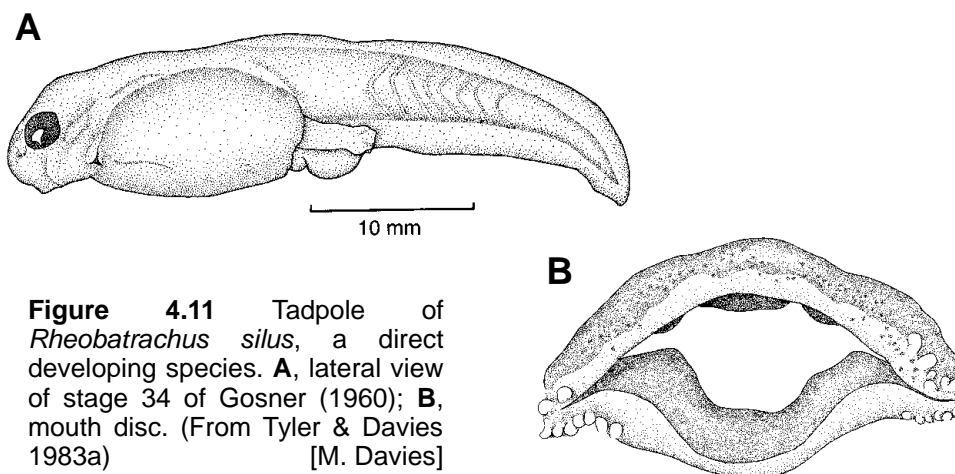 A
10 mm
B
Figure 4.11 Tadpole of
Rheobatrachus silus, a direct
developing species. A, lateral view
of stage 34 of Gosner (1960); B,
mouth disc. (From Tyler & Davies
1983a) [M. Davies]